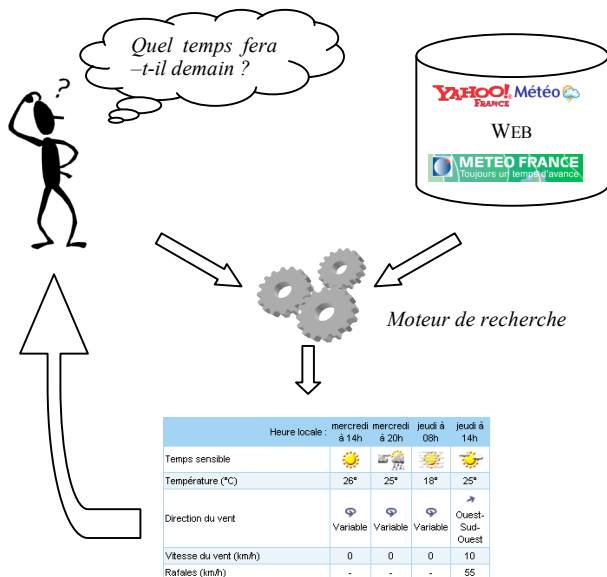 Quel temps fera
–t-il demain ?
?
YAHOO! Météo
FRANCE
WEB
METEO FRANCE
Toujours un temps d'avance
Moteur de recherche
Heure locale : mercredi à 14h mercredi à 20h jeudi à 08h jeudi à 14h
Temps sensible
Température (°C) 26° 25° 18° 25°
Direction du vent Variable Variable Variable Ouest-Sud-Ouest
Vitesse du vent (km/h) 0 0 0 10
Rafales (km/h) - - - 55